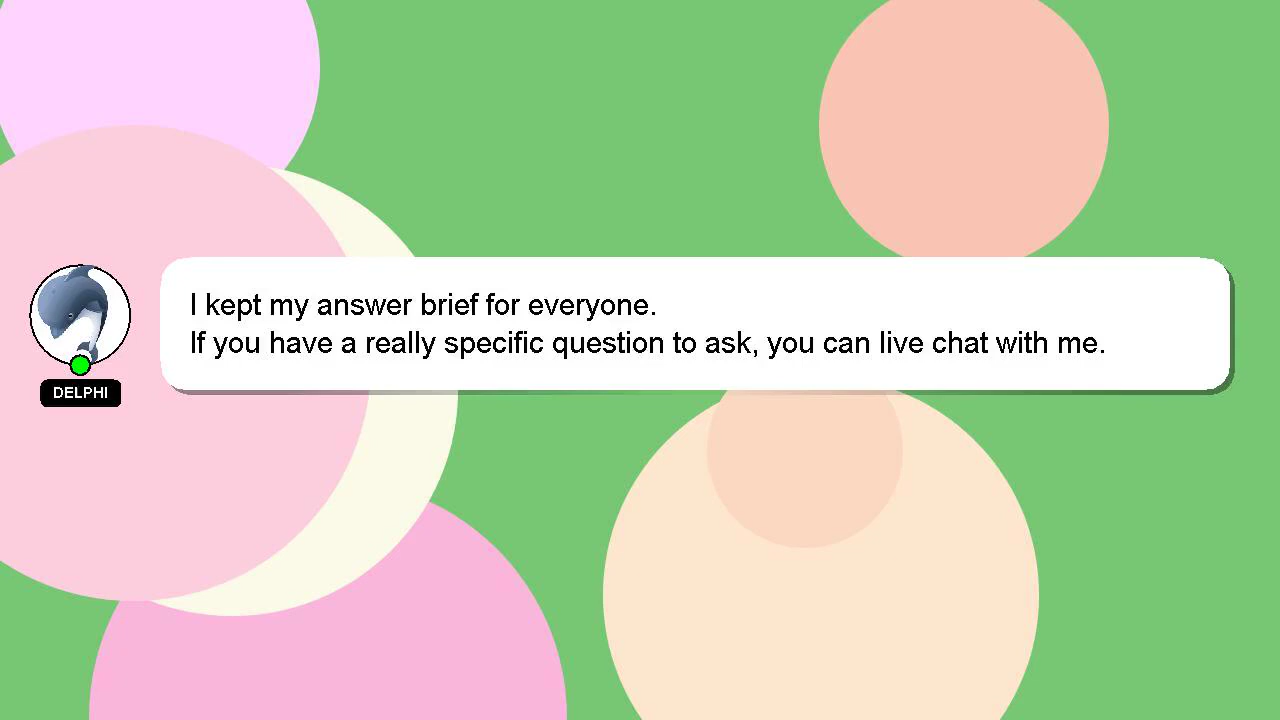 I kept my answer brief for everyone.
If you have a really specific question to ask, you can live chat with me.
DELPHI